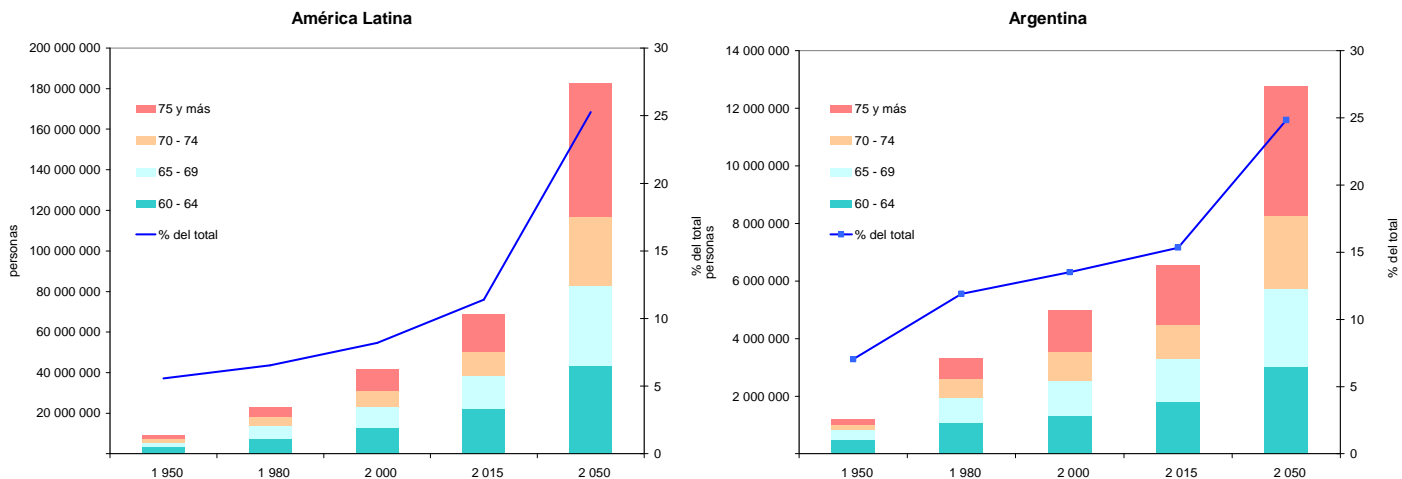 América Latina
200 000 000
180 000 000
160 000 000
140 000 000
120 000 000
100 000 000
80 000 000
60 000 000
40 000 000
20 000 000
personas
75 y más
70 - 74
65 - 69
60 - 64
% del total
30
25
20
15
10
5
0
% del total
1 950
1 980
2 000
2 015
2 050
Argentina
14 000 000
12 000 000
10 000 000
8 000 000
6 000 000
4 000 000
2 000 000
personas
75 y más
70 - 74
65 - 69
60 - 64
% del total
30
25
20
15
10
5
0
% del total
1 950
1 980
2 000
2 015
2 050